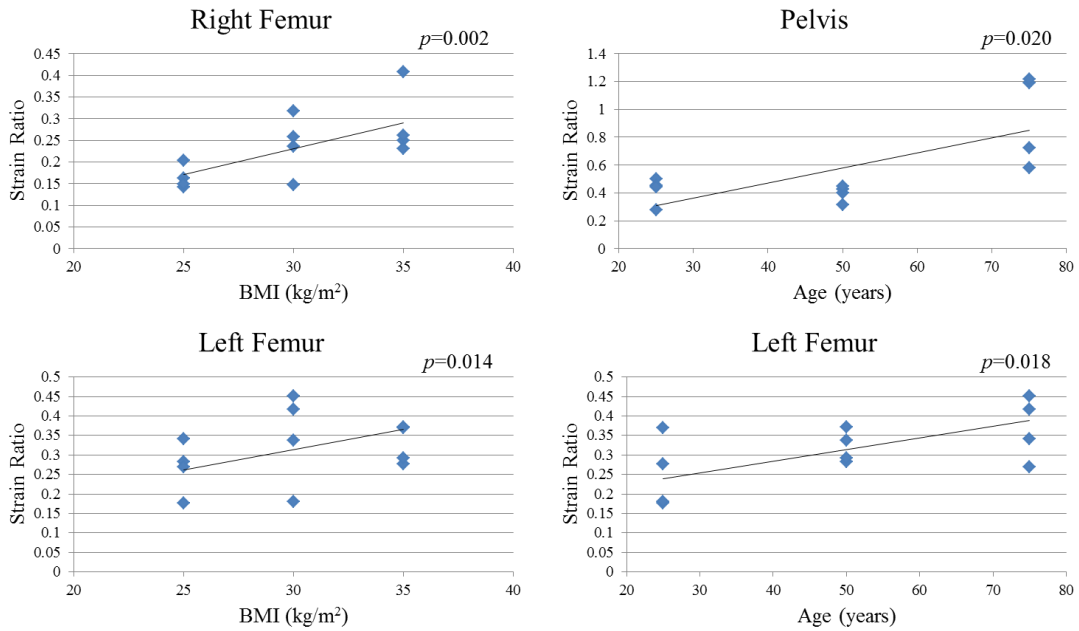 Right Femur
p=0.002
Strain Ratio
0.45
0.4
0.35
0.3
0.25
0.2
0.15
0.1
0.05
0
20 25 30 35 40
BMI (kg/m²)
Pelvis
p=0.020
Strain Ratio
1.4
1.2
1
0.8
0.6
0.4
0.2
0
20 30 40 50 60 70 80
Age (years)
Left Femur
p=0.014
Strain Ratio
0.5
0.45
0.4
0.35
0.3
0.25
0.2
0.15
0.1
0.05
0
20 25 30 35 40
BMI (kg/m²)
Left Femur
p=0.018
Strain Ratio
0.5
0.45
0.4
0.35
0.3
0.25
0.2
0.15
0.1
0.05
0
20 30 40 50 60 70 80
Age (years)